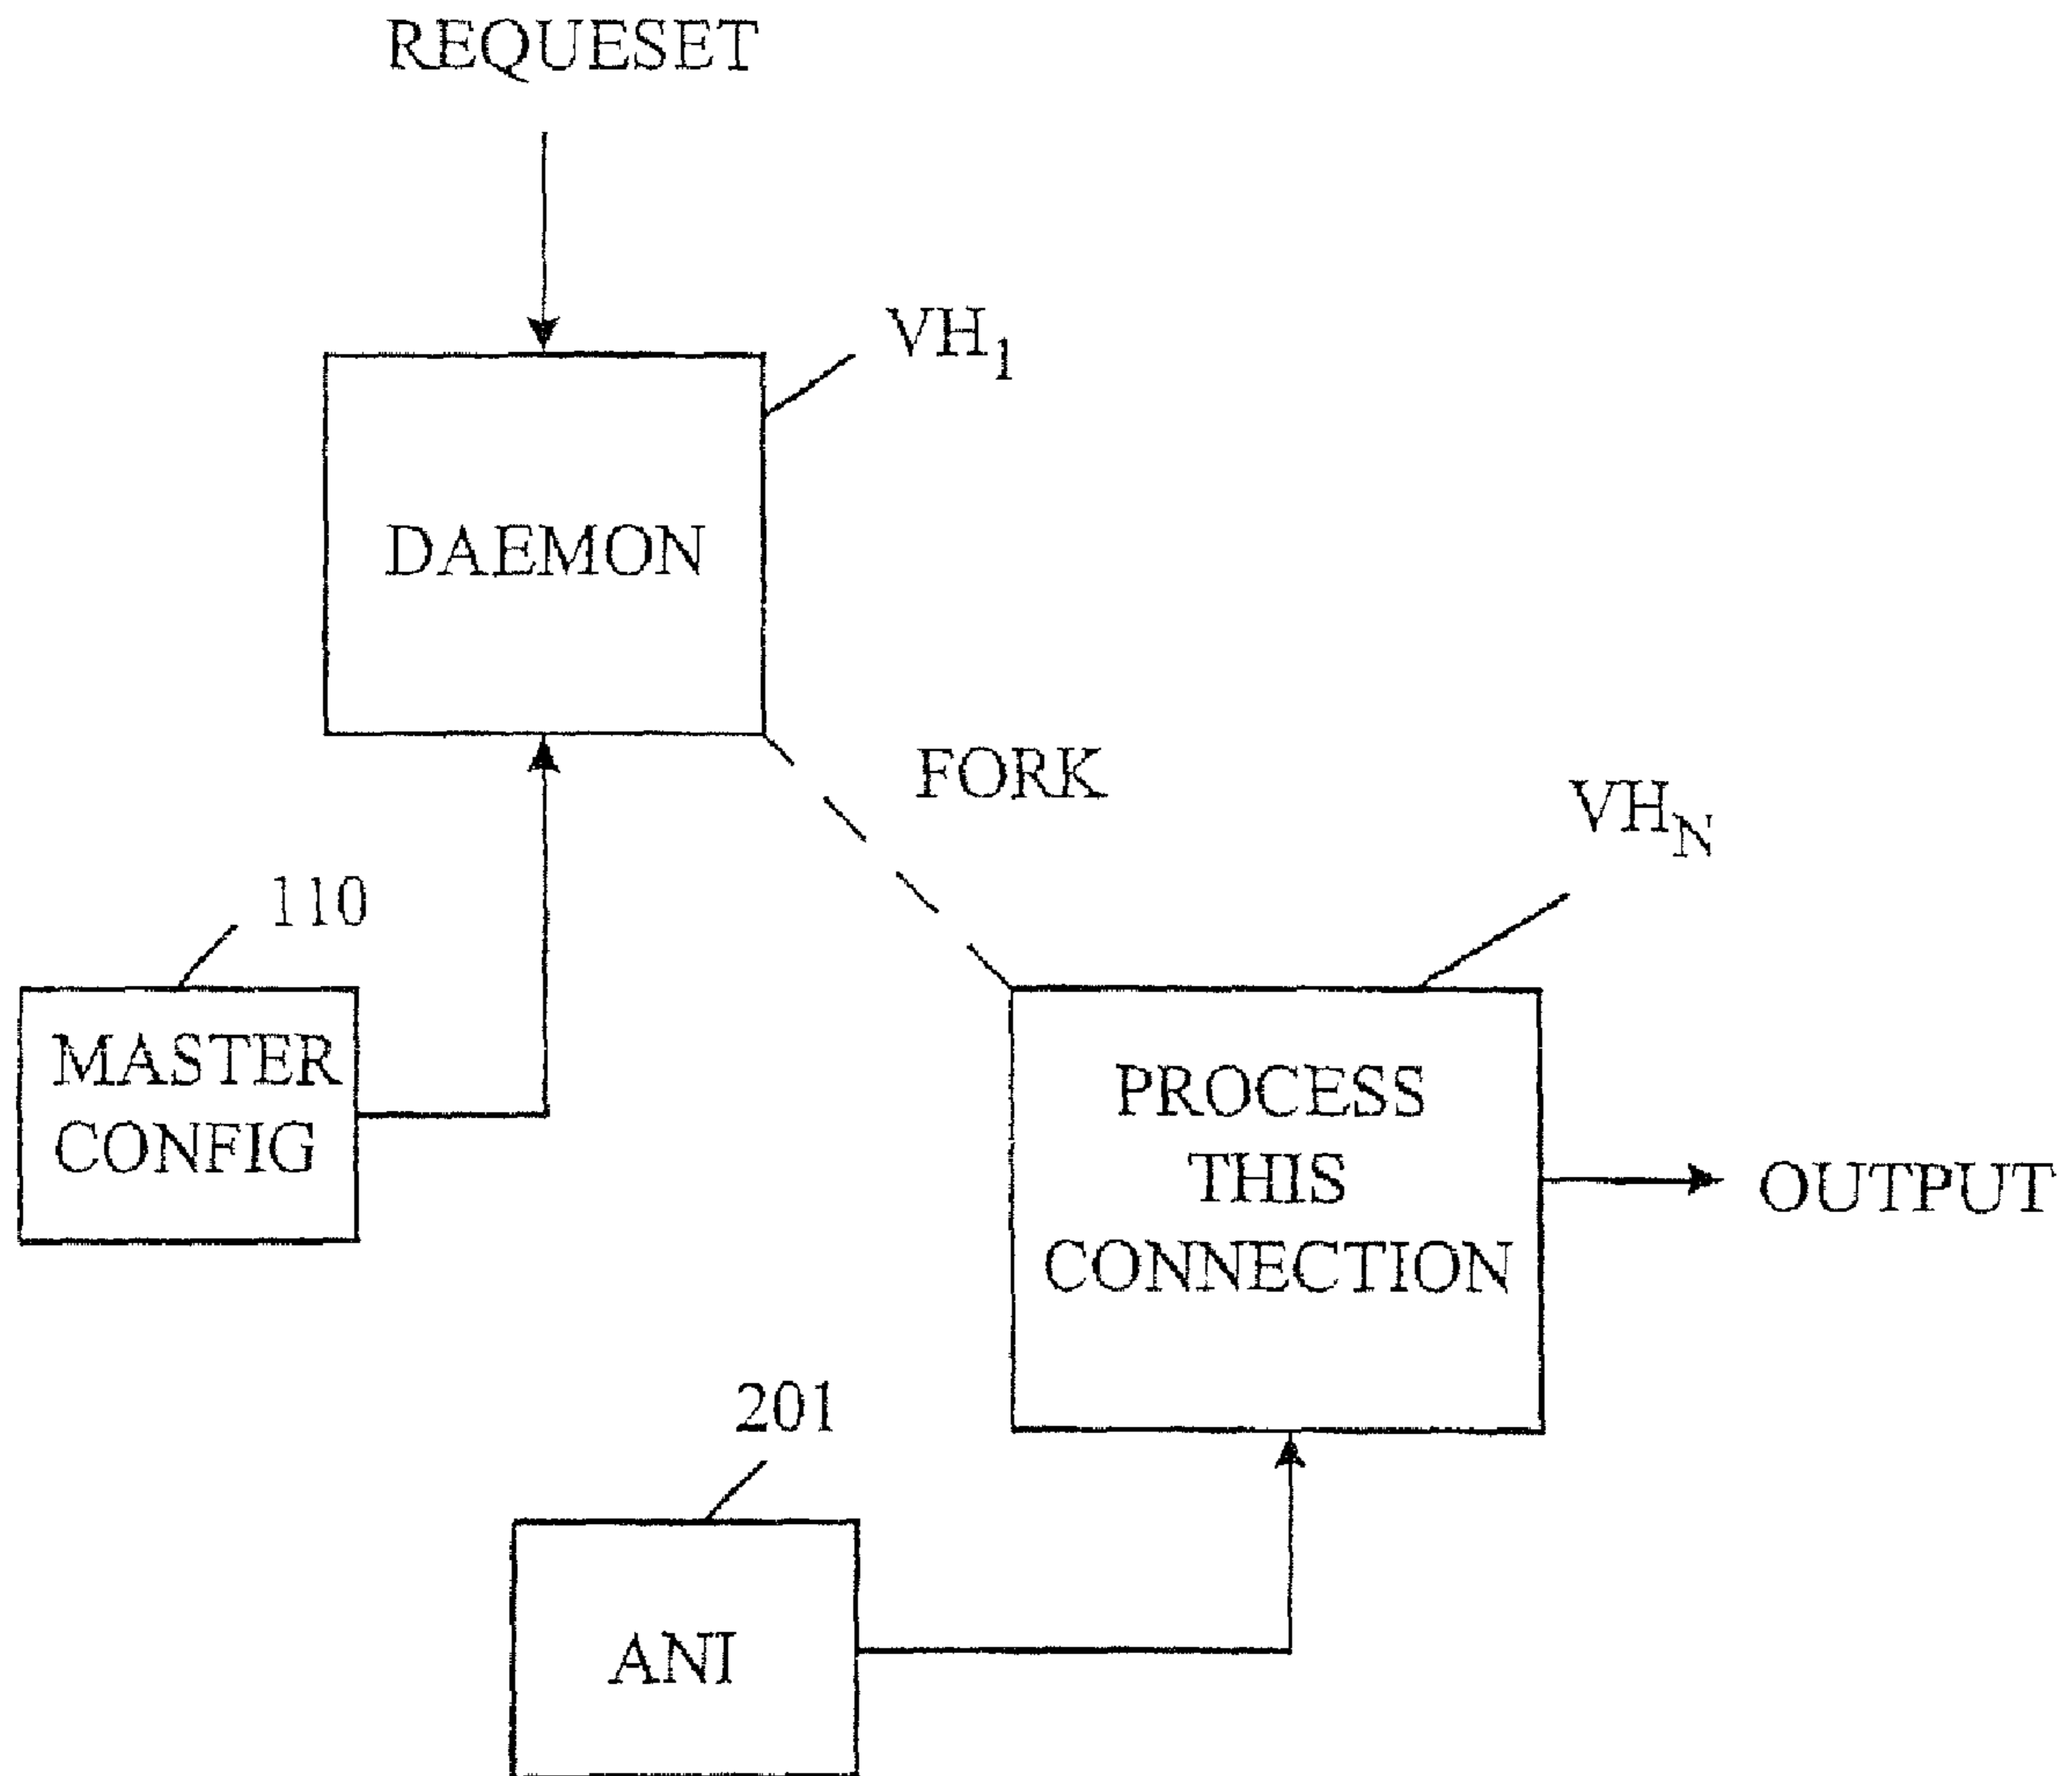 REQUESET
VH1
DAEMON
FORK
VHN
110
MASTER
CONFIG
PROCESS
THIS
CONNECTION
OUTPUT
201
ANI